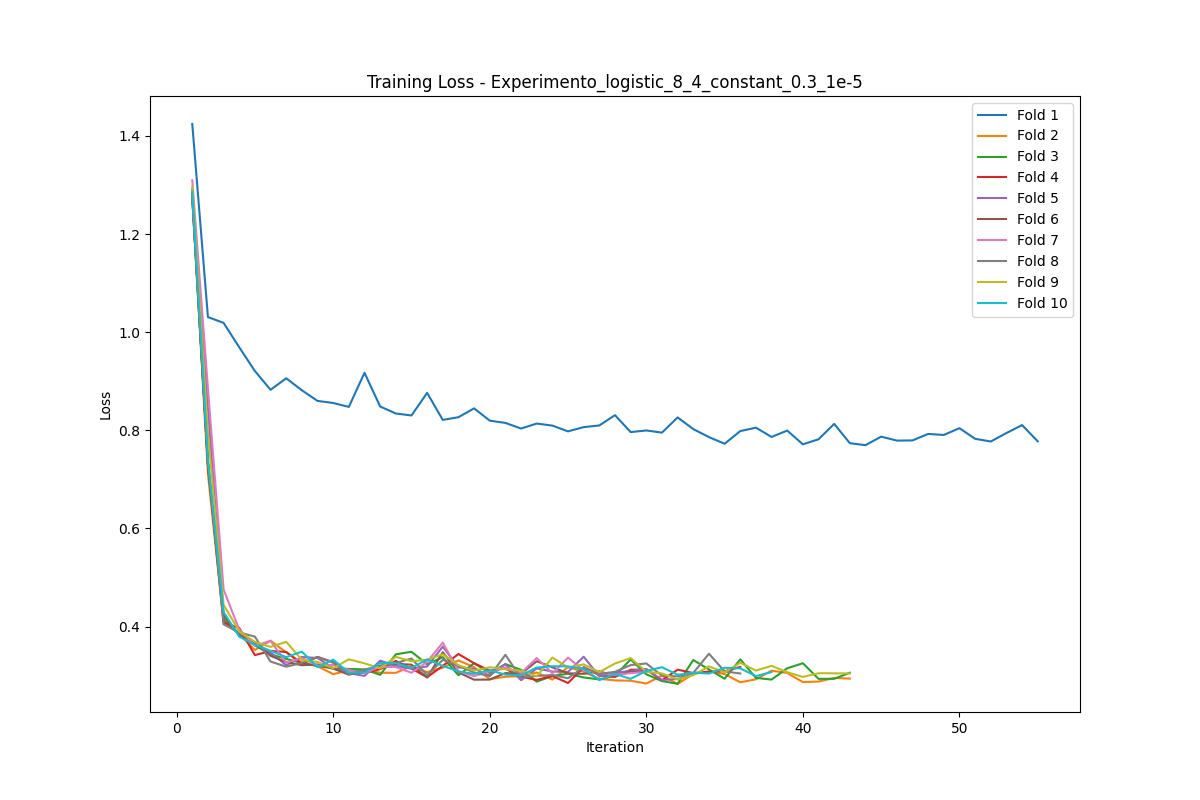 Training Loss - Experimento_logistic_8_4_constant_0.3_1e-5
Fold 1
Fold 2
Fold 3
Fold 4
Fold 5
Fold 6
Fold 7
Fold 8
Fold 9
Fold 10
1.4
1.2
1.0
0.8
0.6
0.4
Loss
0 10 20 30 40 50
Iteration